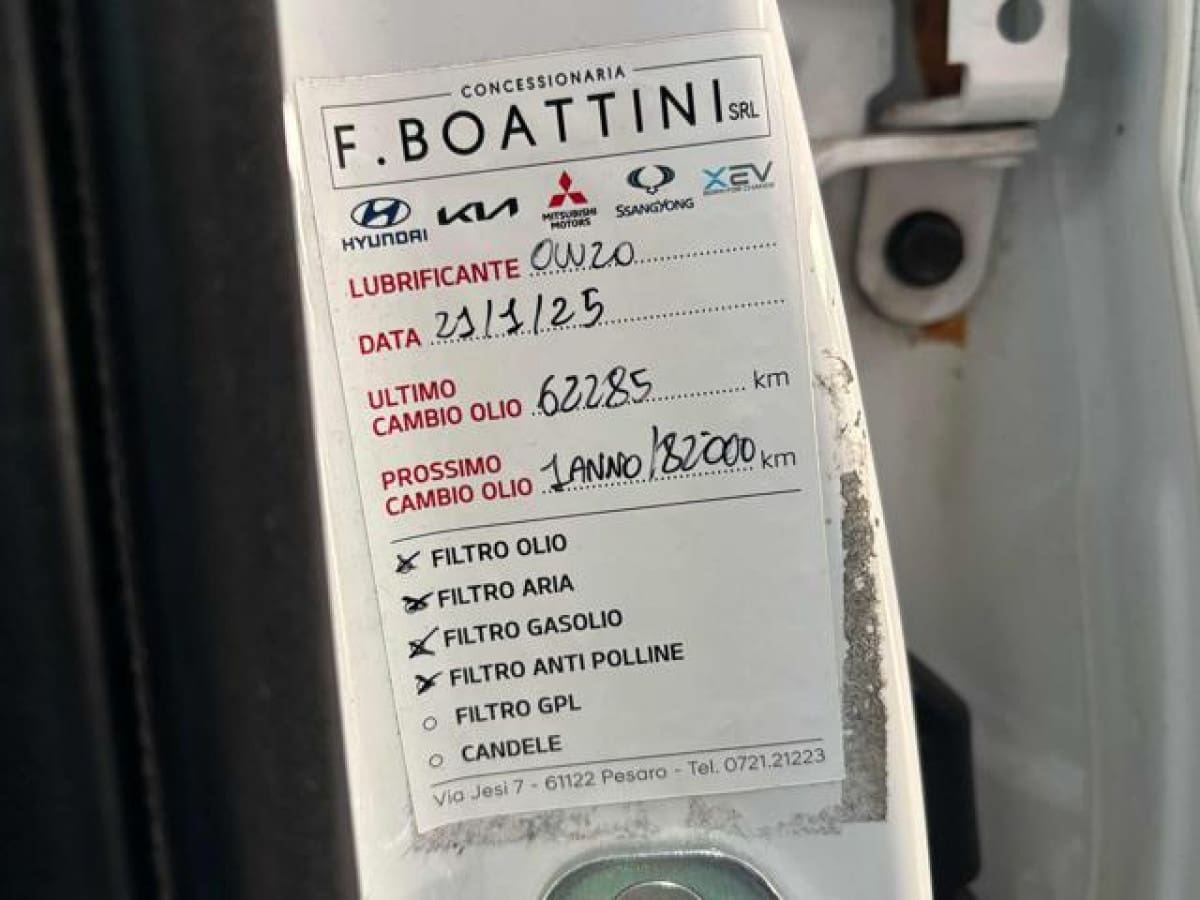 CONCESSIONARIA
F. BOATTINI SRL
HYUNDAI KIA MITSUBISHI MOTORS SSANGYONG XEV
LUBRIFICANTE 0W20
DATA 21/1/25
ULTIMO
CAMBIO OLIO 62285 km
PROSSIMO
CAMBIO OLIO 1 ANNO/82000 km
FILTRO OLIO
FILTRO ARIA
FILTRO GASOLIO
FILTRO ANTI POLLINE
FILTRO GPL
CANDELE
Via Jesi 7 - 61122 Pesaro - Tel. 0721.21223